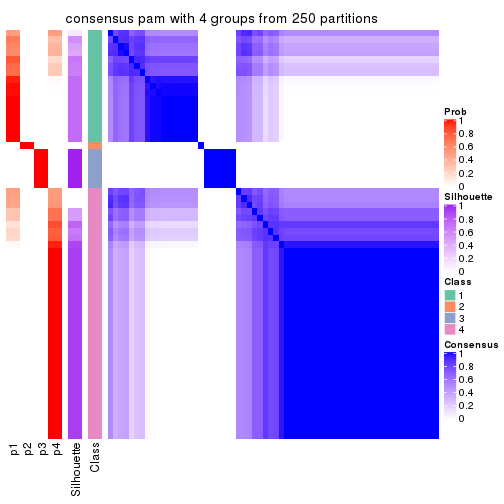 consensus pam with 4 groups from 250 partitions
Prob
1
0.8
0.6
0.4
0.2
0
Silhouette
1
0.8
0.6
0.4
0.2
0
Class
1
2
3
4
Consensus
1
0.8
0.6
0.4
0.2
0
p1
p2
p3
p4
Silhouette
Class